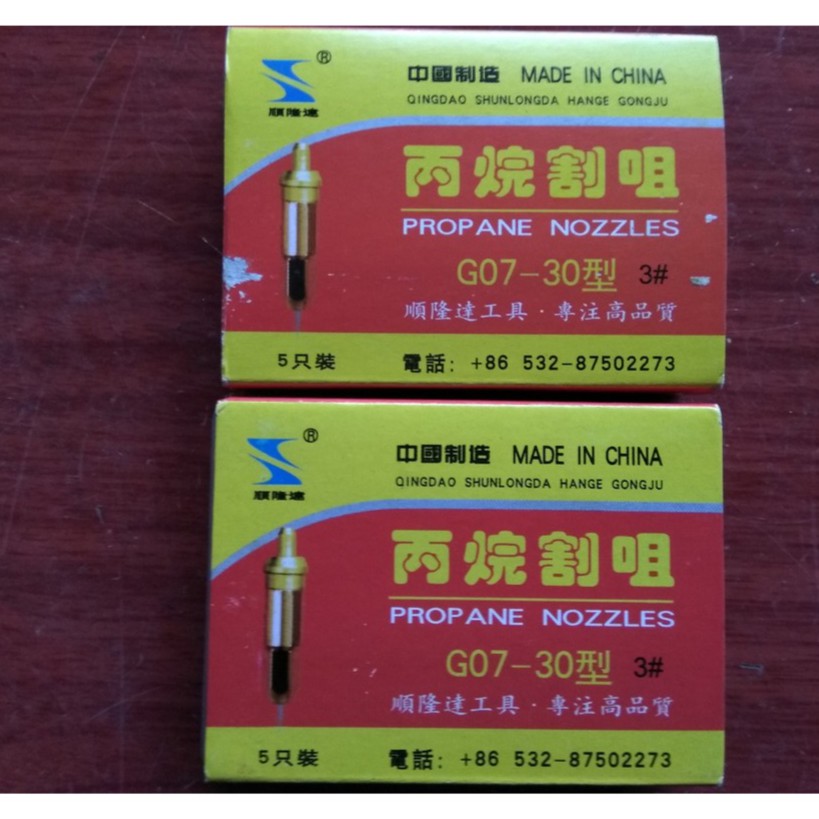 ®
順隆達
中國制造 MADE IN CHINA
QINGDAO SHUNLONGDA HANGE GONGJU
丙烷割咀
PROPANE NOZZLES
G07-30型 3#
順隆達工具·專注高品質
5只裝 電話: +86 532-87502273
®
順隆達
中國制造 MADE IN CHINA
QINGDAO SHUNLONGDA HANGE GONGJU
丙烷割咀
PROPANE NOZZLES
G07-30型 3#
順隆達工具·專注高品質
5只裝 電話: +86 532-87502273